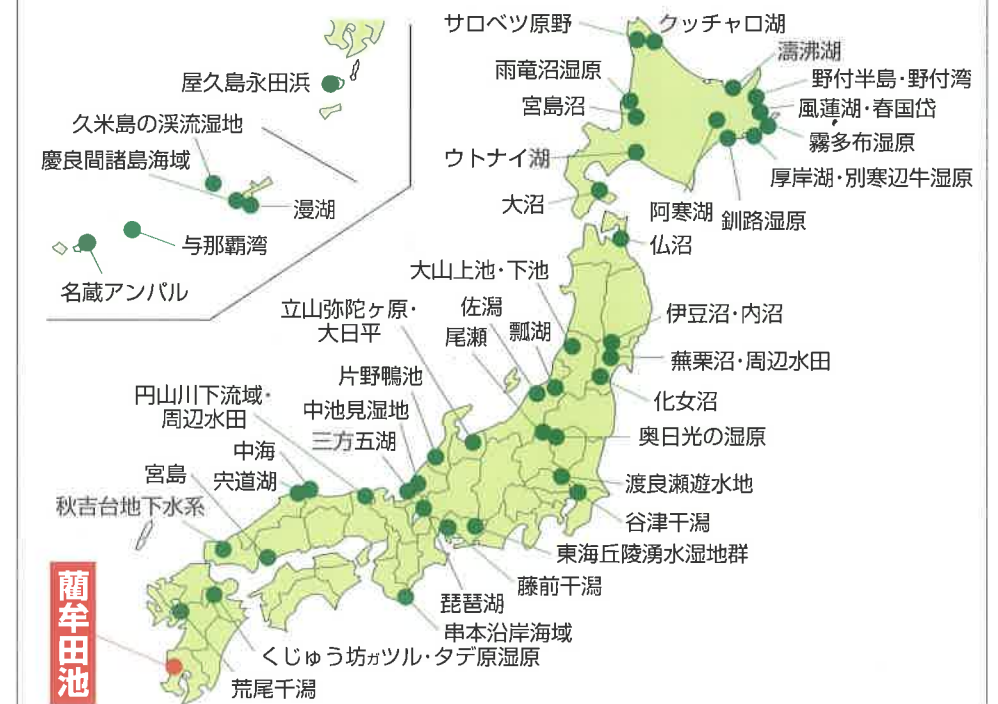 サロベツ原野
クッチャロ湖
濤沸湖
雨竜沼湿原
野付半島・野付湾
宮島沼
風蓮湖・春国岱
霧多布湿原
ウトナイ湖
厚岸湖・別寒辺牛湿原
大沼
阿寒湖
釧路湿原
仏沼
屋久島永田浜
久米島の渓流湿地
慶良間諸島海域
漫湖
与那覇湾
名蔵アンパル
大山上池・下池
立山弥陀ヶ原・
大日平
佐潟
尾瀬
瓢湖
伊豆沼・内沼
蕪栗沼・周辺水田
化女沼
片野鴨池
円山川下流域・
周辺水田
中池見湿地
三方五湖
奥日光の湿原
中海
宍道湖
宮島
秋吉台地下水系
渡良瀬遊水地
谷津干潟
東海丘陵湧水湿地群
藤前干潟
琵琶湖
串本沿岸海域
くじゅう坊ガツル・タデ原湿原
荒尾干潟
藺牟田池